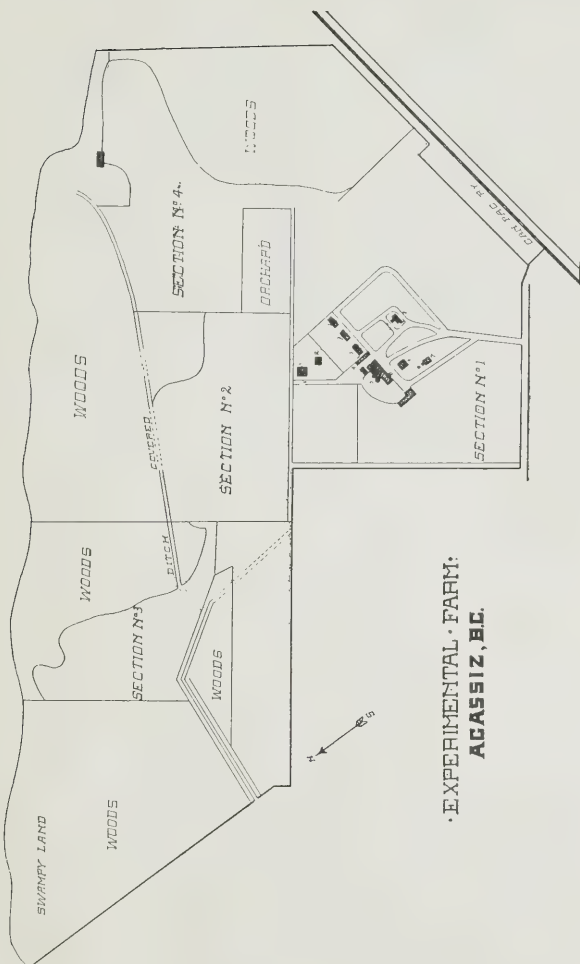 SWAMPY LAND
WOODS
WOODS
SECTION Nº3
WOODS
DITCH
COVERED
WOODS
SECTION Nº2
SECTION Nº4
ORCHARD
WOODS
CAN PAC RY
SECTION Nº1
N
S
·EXPERIMENTAL·FARM·
AGASSIZ, B.C.